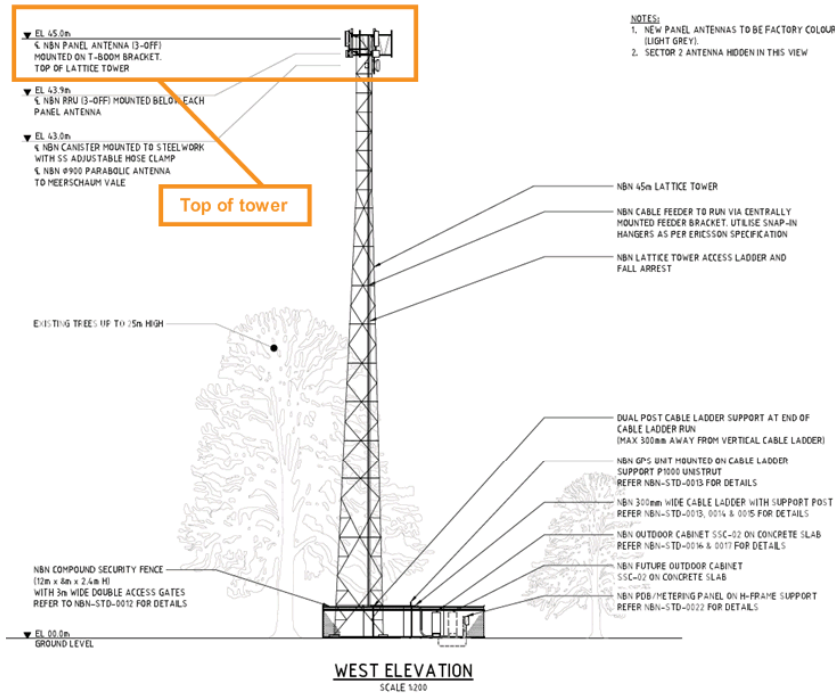 NOTES:
1. NEW PANEL ANTENNAS TO BE FACTORY COLOUR
(LIGHT GREY).
2. SECTOR 2 ANTENNA HIDDEN IN THIS VIEW
EL 45.0m
℄ NBN PANEL ANTENNA (3-OFF)
MOUNTED ON T-BOOM BRACKET.
TOP OF LATTICE TOWER
EL 43.9m
℄ NBN RRU (3-OFF) MOUNTED BELOW EACH
PANEL ANTENNA
EL 43.0m
℄ NBN CANISTER MOUNTED TO STEELWORK
WITH SS ADJUSTABLE HOSE CLAMP
℄ NBN Ø900 PARABOLIC ANTENNA
TO MEERSCHAUM VALE
Top of tower
NBN 45m LATTICE TOWER
NBN CABLE FEEDER TO RUN VIA CENTRALLY
MOUNTED FEEDER BRACKET. UTILISE SNAP-IN
HANGERS AS PER ERICSSON SPECIFICATION
NBN LATTICE TOWER ACCESS LADDER AND
FALL ARREST
EXISTING TREES UP TO 25m HIGH
DUAL POST CABLE LADDER SUPPORT AT END OF
CABLE LADDER RUN
(MAX 300mm AWAY FROM VERTICAL CABLE LADDER)
NBN GPS UNIT MOUNTED ON CABLE LADDER
SUPPORT P1000 UNISTRUT
REFER NBN-STD-0013 FOR DETAILS
NBN 300mm WIDE CABLE LADDER WITH SUPPORT POST
REFER NBN-STD-0013, 0014 & 0015 FOR DETAILS
NBN OUTDOOR CABINET SSC-02 ON CONCRETE SLAB
REFER NBN-STD-0016 & 0017 FOR DETAILS
NBN FUTURE OUTDOOR CABINET
SSC-02 ON CONCRETE SLAB
NBN PDB/METERING PANEL ON H-FRAME SUPPORT
REFER NBN-STD-0022 FOR DETAILS
NBN COMPOUND SECURITY FENCE
(12m x 8m x 2.4m H)
WITH 3m WIDE DOUBLE ACCESS GATES
REFER TO NBN-STD-0012 FOR DETAILS
EL 00.0m
GROUND LEVEL
WEST ELEVATION
SCALE 1:200